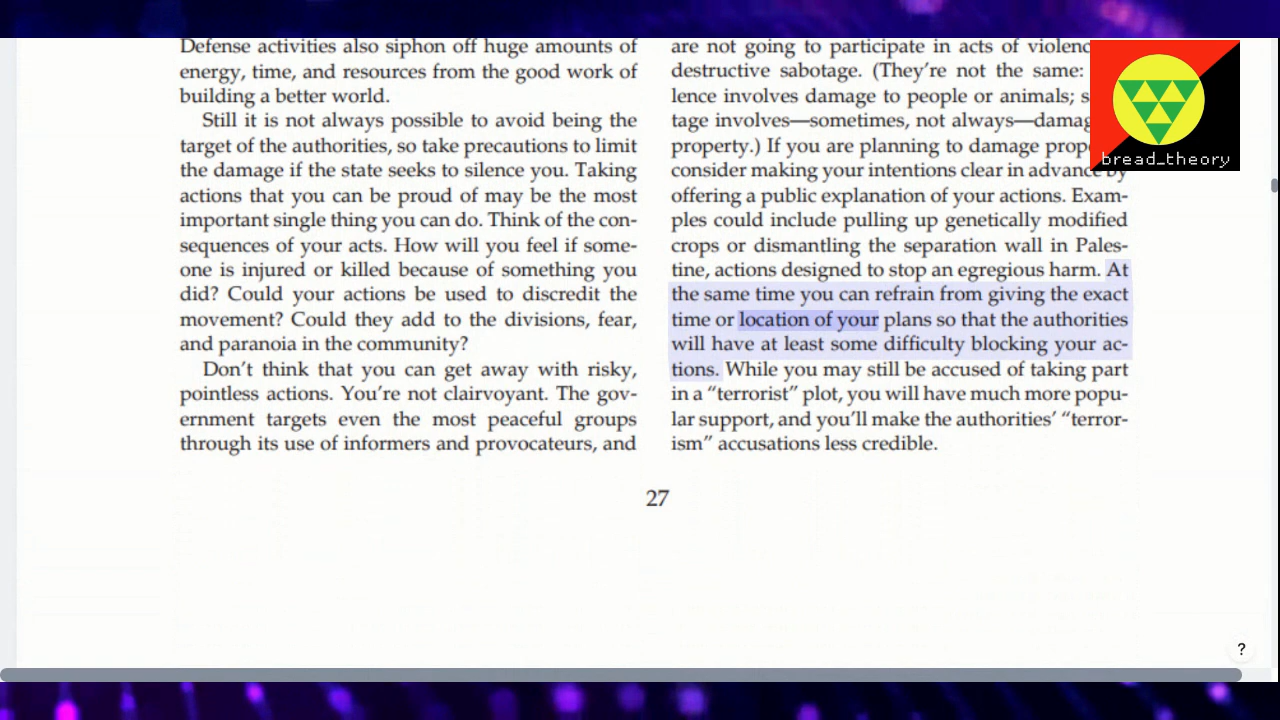 Defense activities also siphon off huge amounts of
energy, time, and resources from the good work of
building a better world.
Still it is not always possible to avoid being the
target of the authorities, so take precautions to limit
the damage if the state seeks to silence you. Taking
actions that you can be proud of may be the most
important single thing you can do. Think of the con-
sequences of your acts. How will you feel if some-
one is injured or killed because of something you
did? Could your actions be used to discredit the
movement? Could they add to the divisions, fear,
and paranoia in the community?
Don't think that you can get away with risky,
pointless actions. You're not clairvoyant. The gov-
ernment targets even the most peaceful groups
through its use of informers and provocateurs, and
are not going to participate in acts of
destructive sabotage. (They're not the same:
lence involves damage to people or animals;
tage involves—sometimes, not always—
property.) If you are planning to damage
consider making your intentions clear in advance by
offering a public explanation of your actions. Exam-
ples could include pulling up genetically modified
crops or dismantling the separation wall in Pales-
tine, actions designed to stop an egregious harm. At
the same time you can refrain from giving the exact
time or location of your plans so that the authorities
will have at least some difficulty blocking your ac-
tions. While you may still be accused of taking part
in a "terrorist" plot, you will have much more popu-
lar support, and you'll make the authorities' "terror-
ism" accusations less credible.
27
bread_theory
?